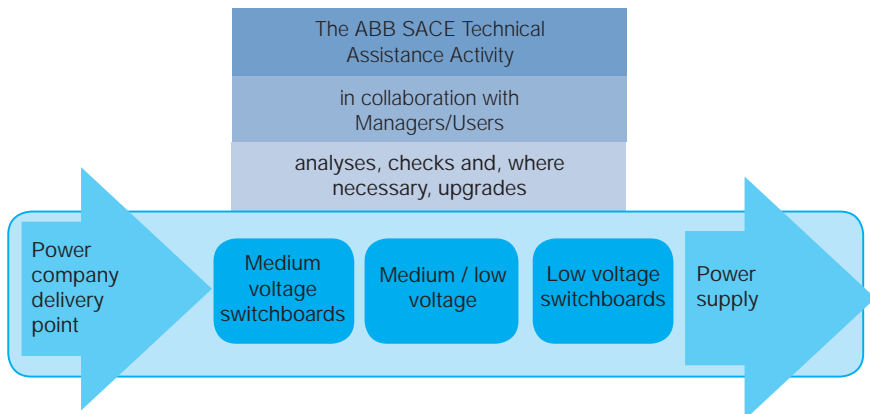 The ABB SACE Technical
Assistance Activity
in collaboration with
Managers/Users
analyses, checks and, where
necessary, upgrades
Power
company
delivery
point
Medium
voltage
switchboards
Medium / low
voltage
Low voltage
switchboards
Power
supply